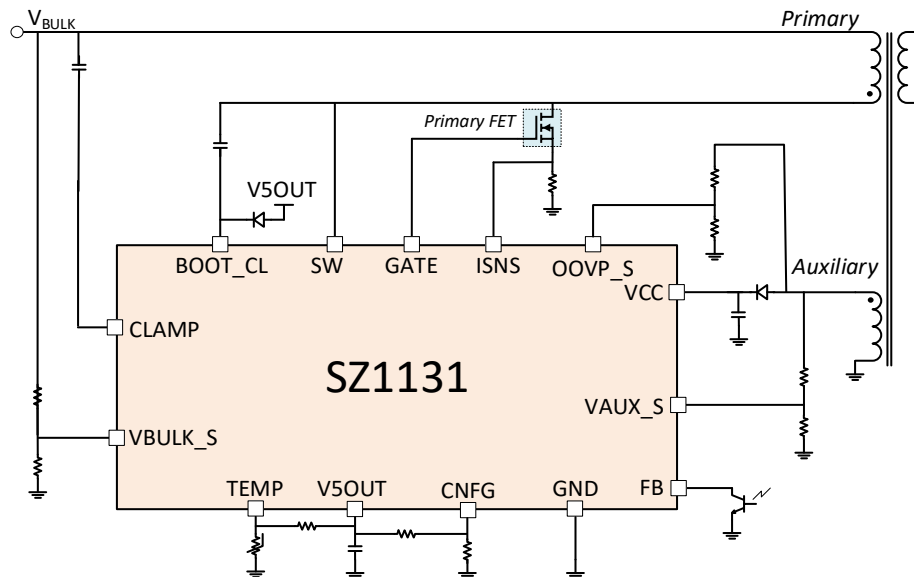 VBULK
Primary
Primary FET
V5OUT
BOOT_CL
SW
GATE
ISNS
OOVP_S
Auxiliary
VCC
CLAMP
SZ1131
VAUX_S
VBULK_S
TEMP
V5OUT
CNFG
GND
FB